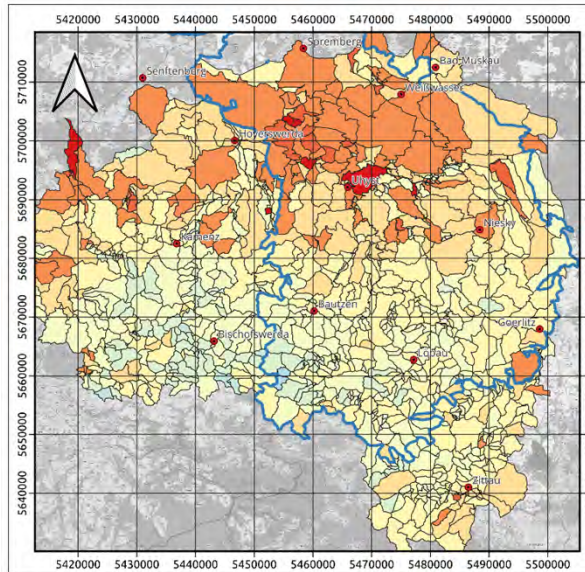 5420000 5430000 5440000 5450000 5460000 5470000 5480000 5490000 5500000
Spremberg
Bad Muskau
Senftenberg
5710000
Weißwasser
5700000
Hoyerswerda
Uhyst
5690000
Niesky
Kamenz
5680000
5670000
Bautzen
Goerlitz
Bischofswerda
Löbau
5660000
5650000
5640000
Zittau
5420000 5430000 5440000 5450000 5460000 5470000 5480000 5490000 5500000